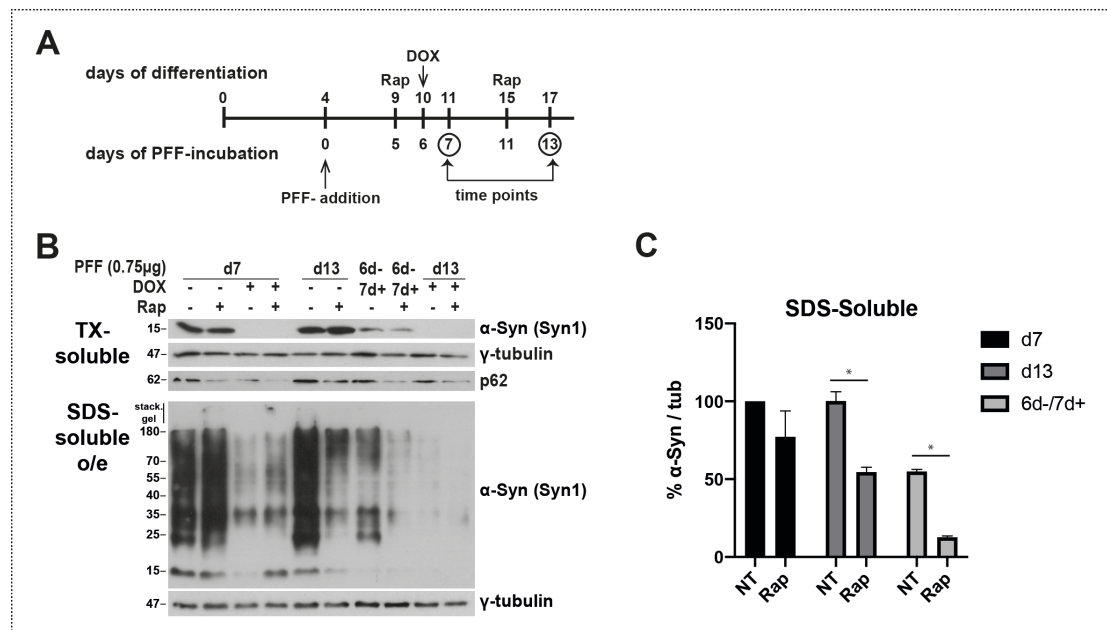 A
DOX
days of differentiation
Rap
Rap
0 4 9 10 11 15 17
days of PFF-incubation
0 5 6 7 11 13
PFF- addition
time points
B
PFF (0.75µg) d7 d13 6d- 6d- d13
DOX - - + + - - 7d+ 7d+ + +
Rap - + - + - + - + - +
TX-
soluble
15– α-Syn (Syn1)
47– γ-tubulin
62– p62
SDS-
soluble
o/e
stack.
gel
180–
70–
55–
40–
35–
25–
15–
α-Syn (Syn1)
47– γ-tubulin
C
SDS-Soluble
% α-Syn / tub
150
100
50
0
*
*
NT Rap NT Rap NT Rap
d7
d13
6d-/7d+